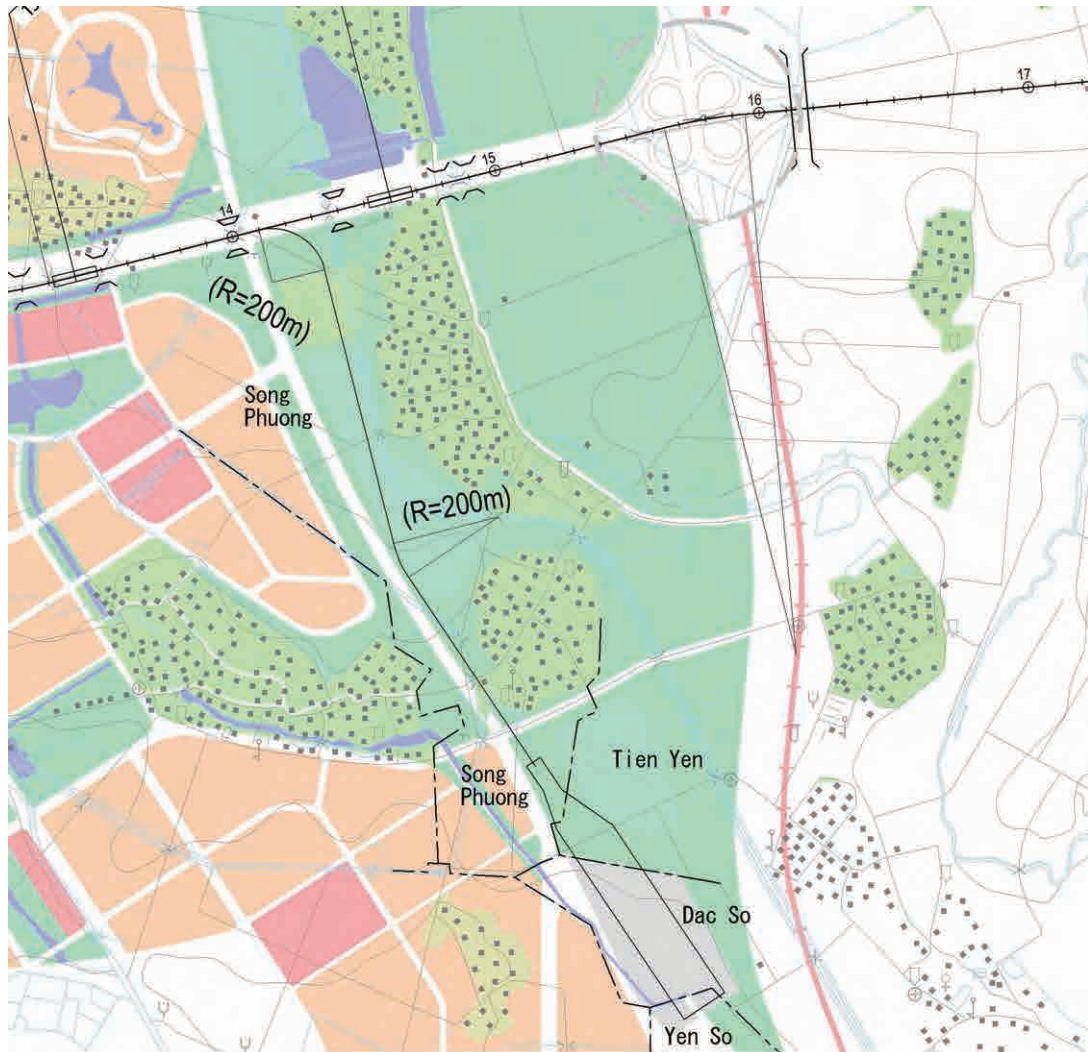 17
16
15
14
(R=200m)
Song
Phuong
(R=200m)
Tien Yen
Song
Phuong
Dac So
Yen So